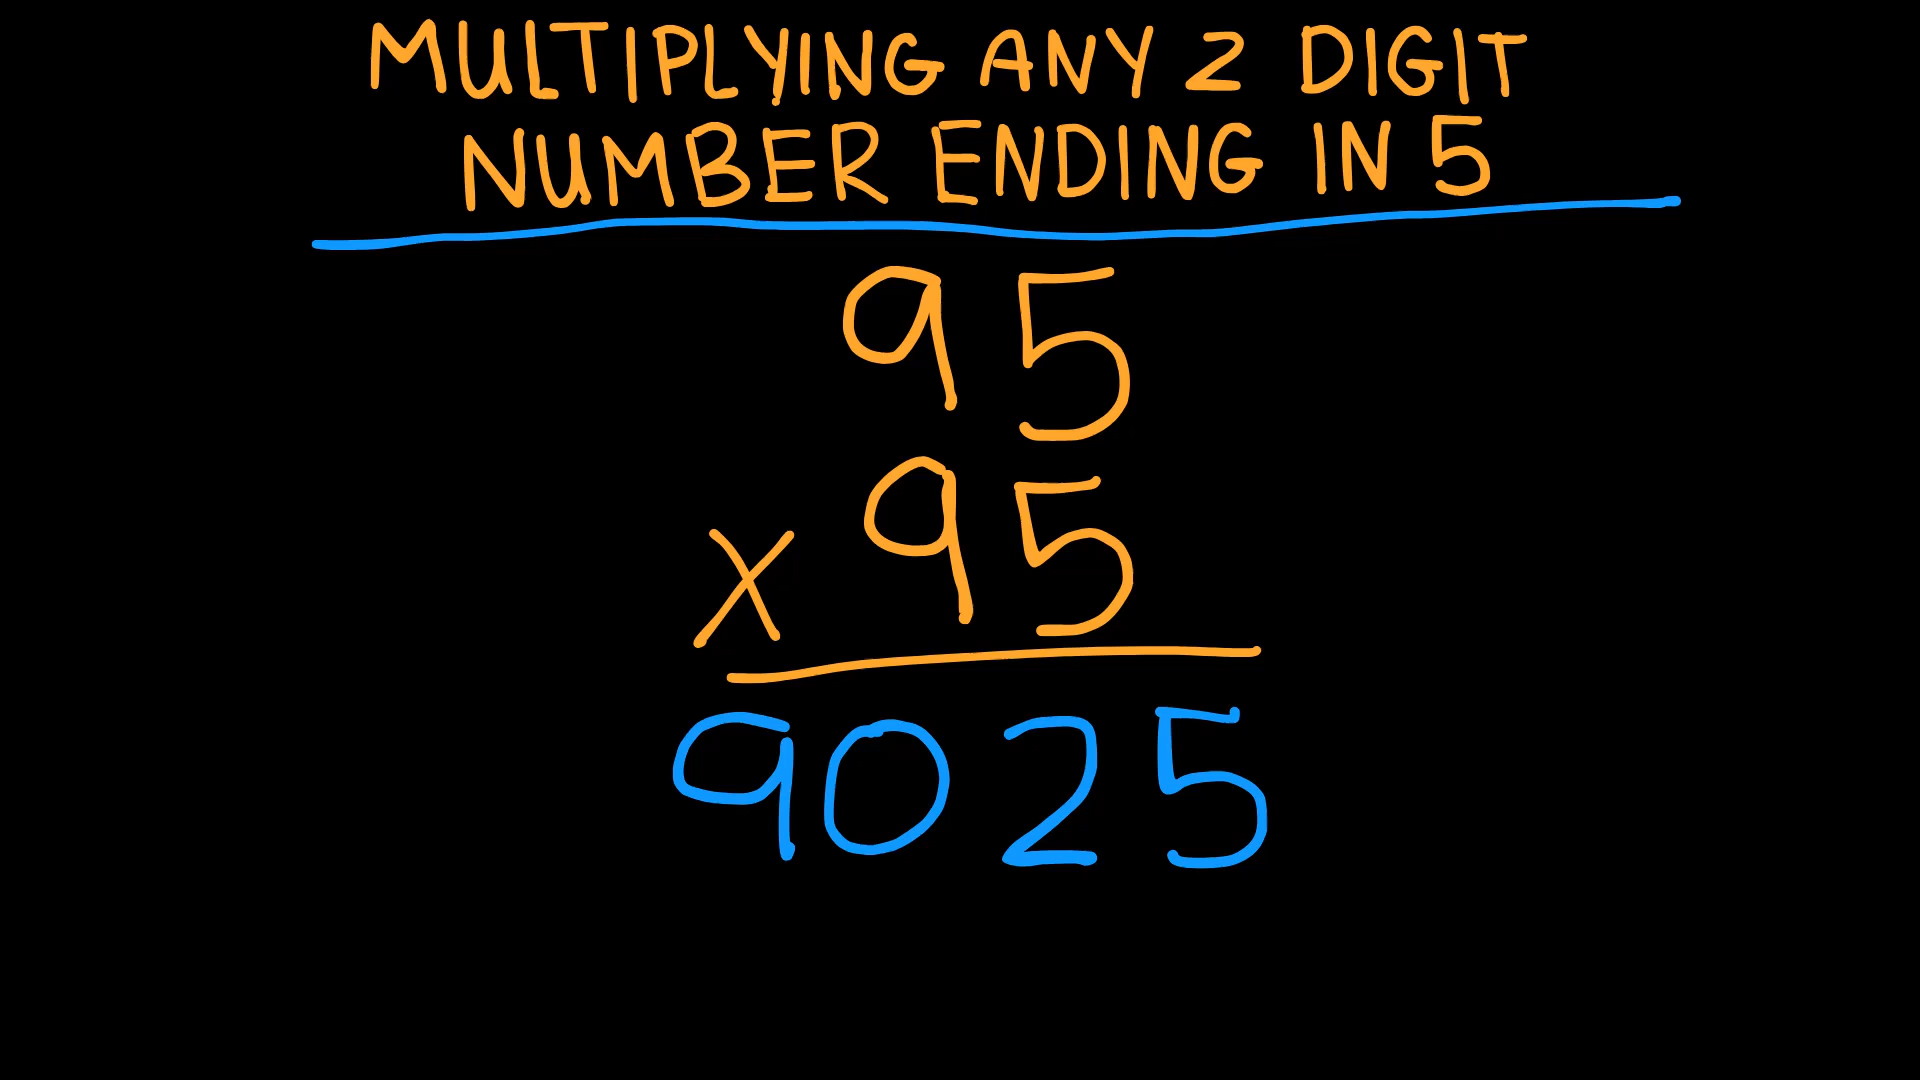 MULTIPLYING ANY 2 DIGIT
NUMBER ENDING IN 5
95
x 95
9025